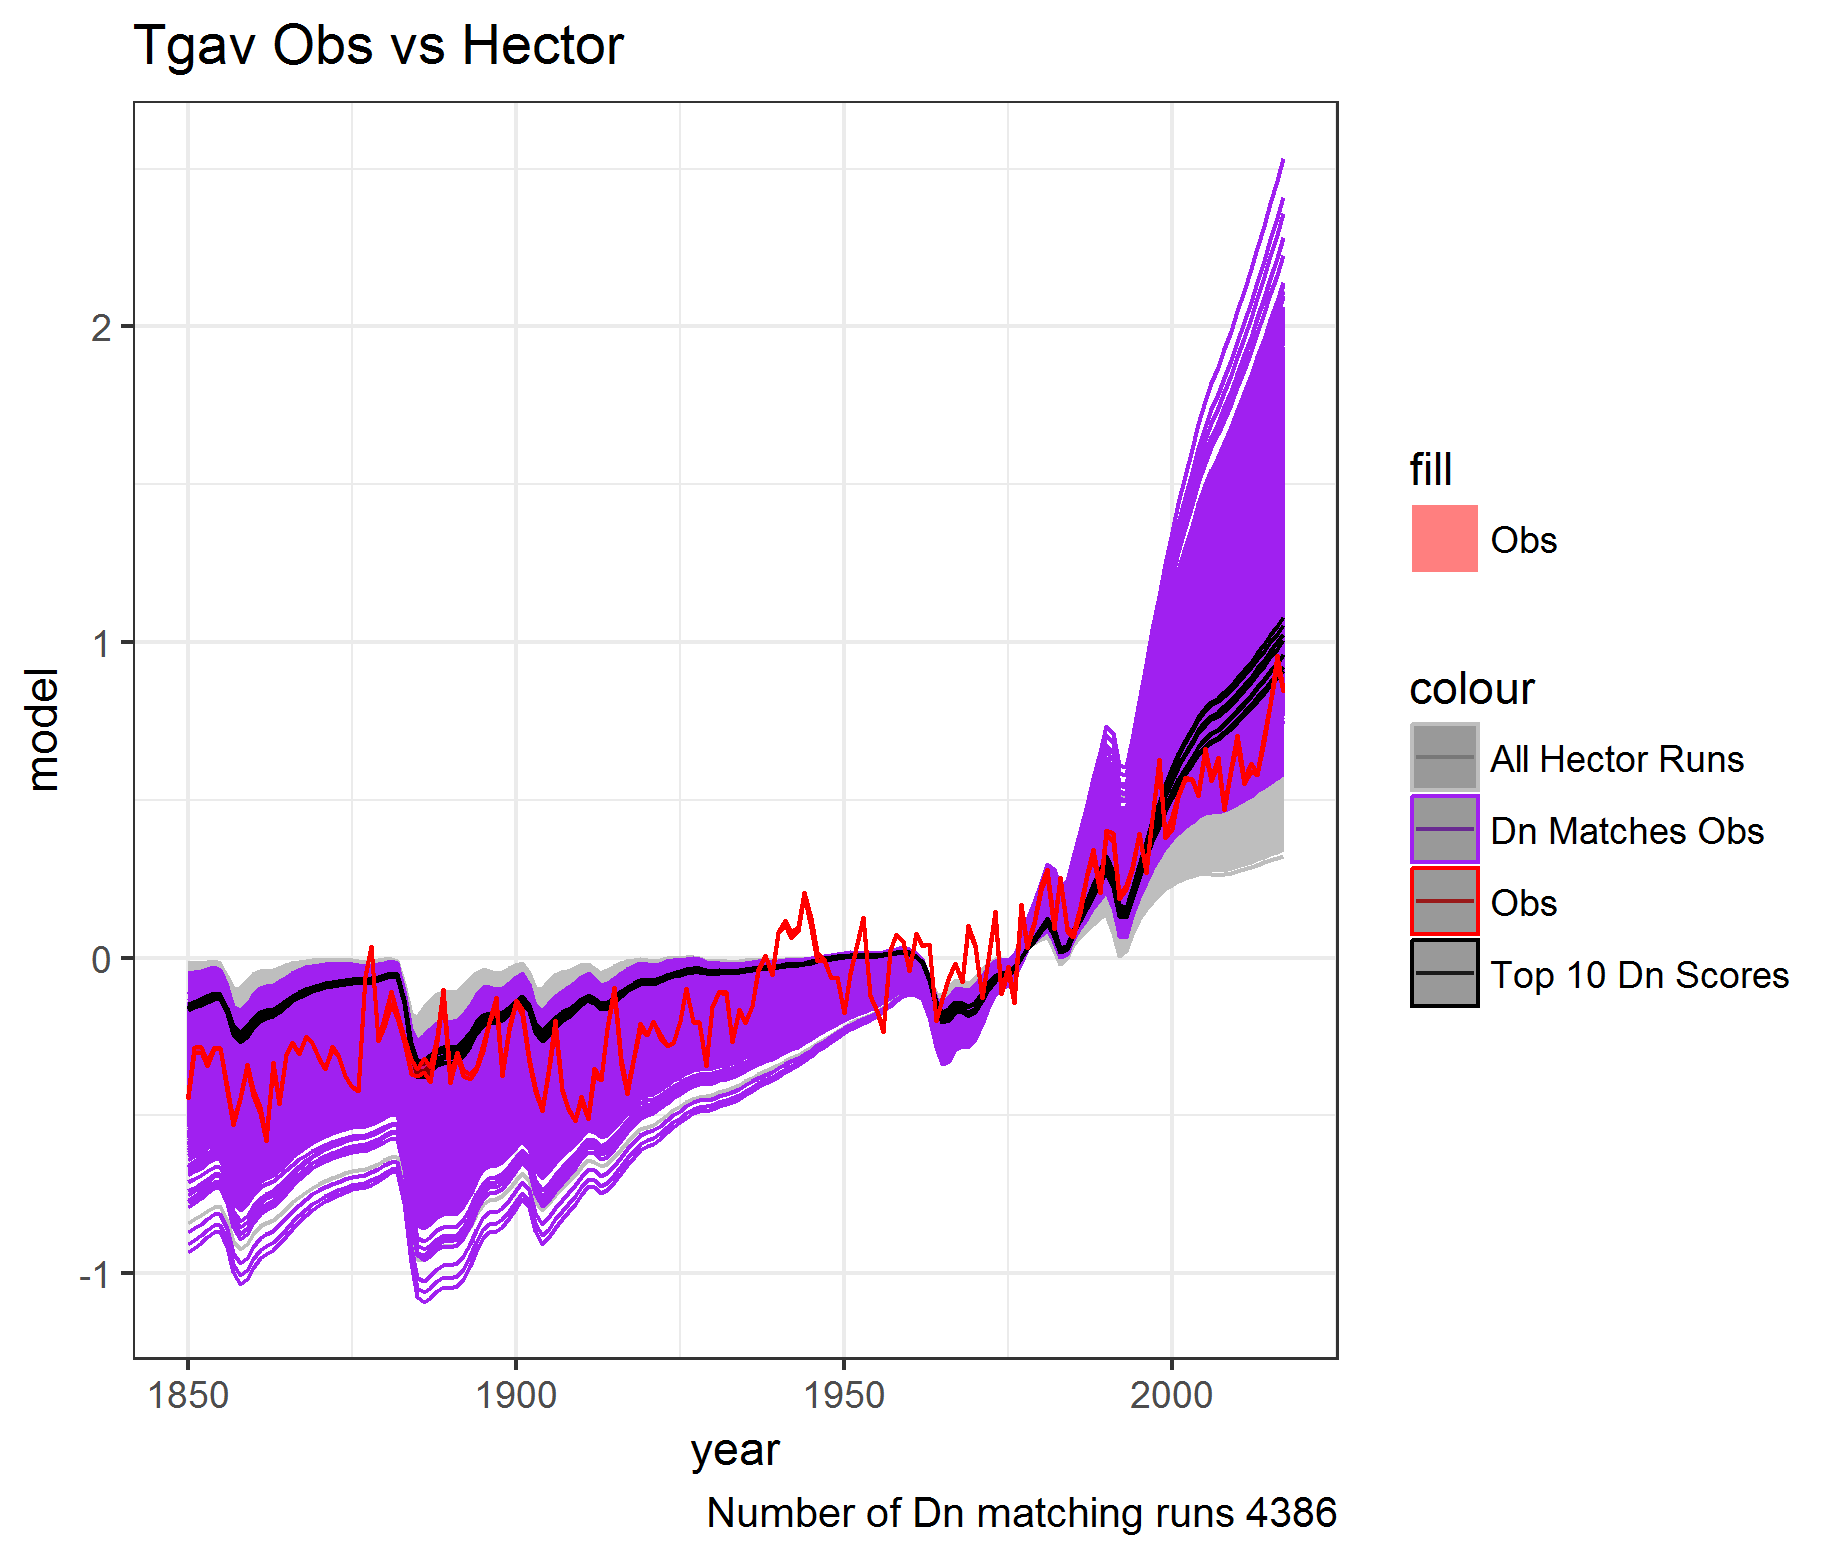 Tgav Obs vs Hector
2
1
0
-1
model
1850
1900
1950
2000
year
Number of Dn matching runs 4386
fill
Obs
colour
All Hector Runs
Dn Matches Obs
Obs
Top 10 Dn Scores